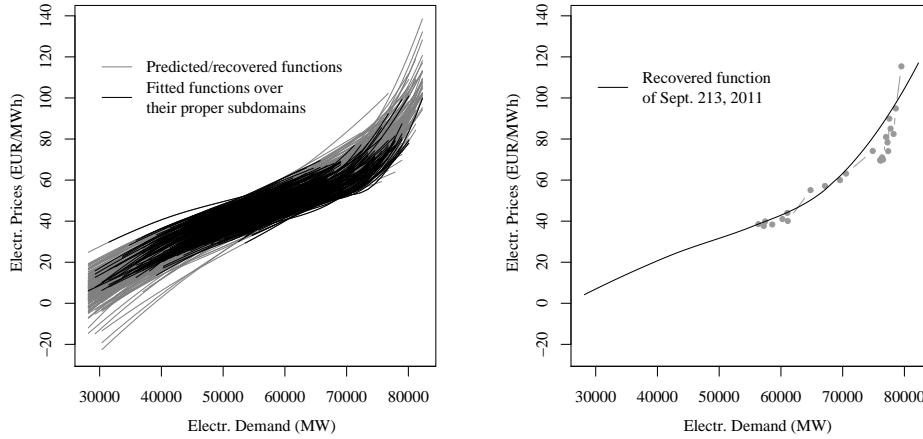 Electr. Prices (EUR/MWh)
140
120
100
80
60
40
20
0
−20
Predicted/recovered functions
Fitted functions over
their proper subdomains
30000 40000 50000 60000 70000 80000
Electr. Demand (MW)
Electr. Prices (EUR/MWh)
140
120
100
80
60
40
20
0
−20
Recovered function
of Sept. 213, 2011
30000 40000 50000 60000 70000 80000
Electr. Demand (MW)